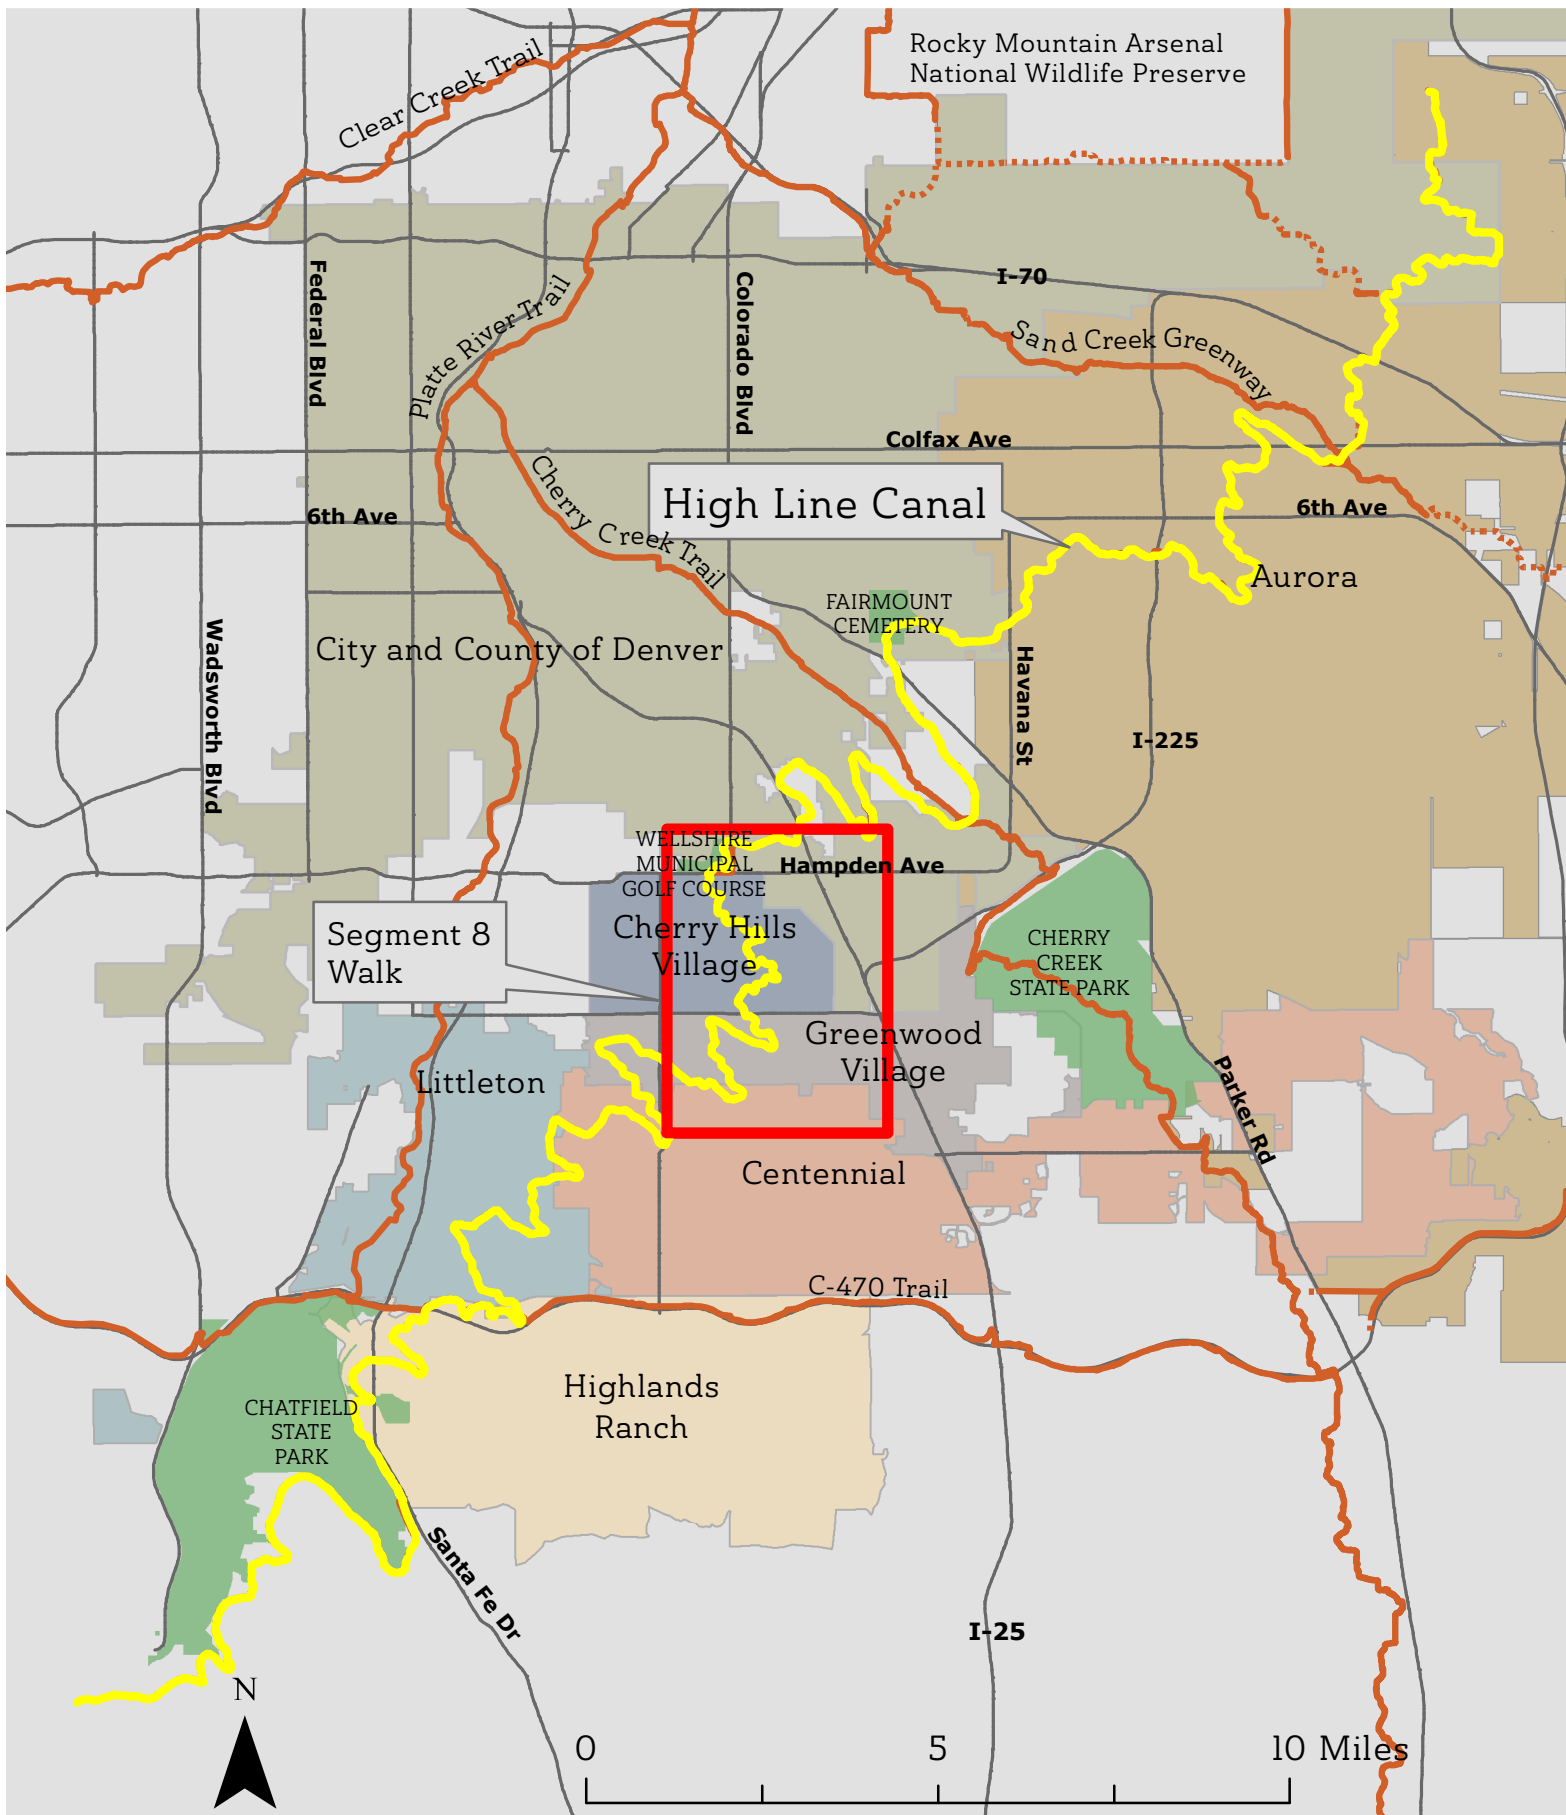 Rocky Mountain Arsenal
National Wildlife Preserve
Clear Creek Trail
I-70
Federal Blvd
Colorado Blvd
Platte River Trail
Sand Creek Greenway
Colfax Ave
High Line Canal
Cherry Creek Trail
6th Ave
6th Ave
Aurora
FAIRMOUNT
CEMETERY
City and County of Denver
Wadsworth Blvd
Havana St
I-225
WELLSHIRE
MUNICIPAL
GOLF COURSE
Hampden Ave
Segment 8
Walk
Cherry Hills
Village
CHERRY
CREEK
STATE PARK
Greenwood
Village
Littleton
Parker Rd
Centennial
C-470 Trail
Highlands
Ranch
CHATFIELD
STATE
PARK
Santa Fe Dr
I-25
N
0 5 10 Miles